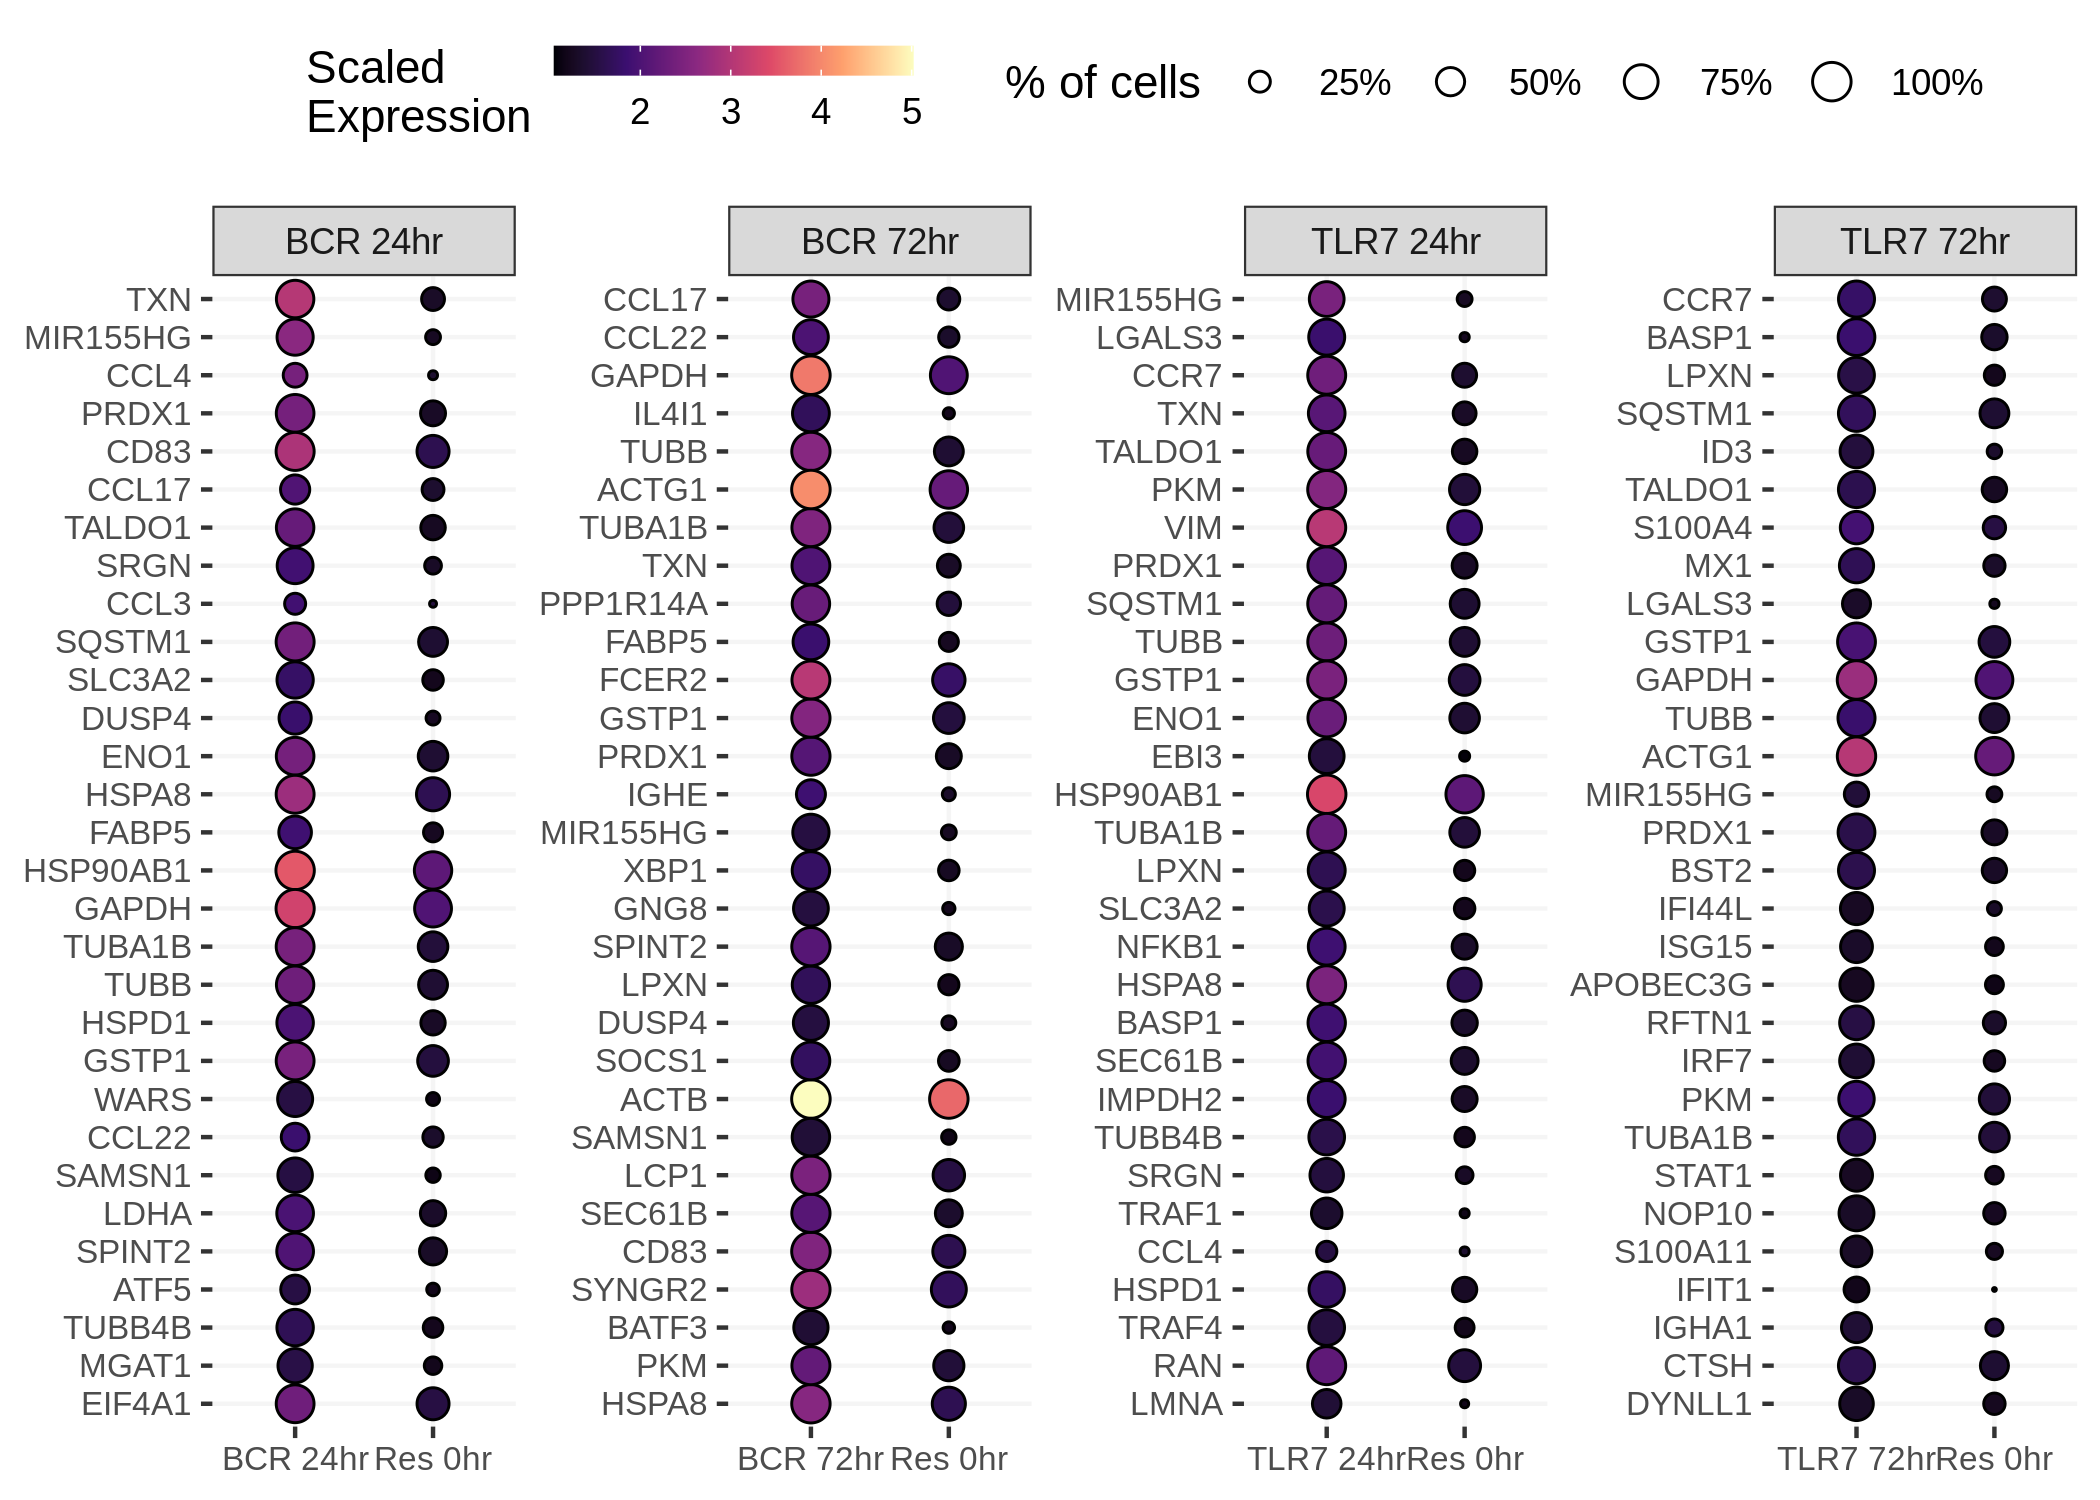 Scaled
Expression
2 3 4 5
% of cells
25% 50% 75% 100%
BCR 24hr
TXN
MIR155HG
CCL4
PRDX1
CD83
CCL17
TALDO1
SRGN
CCL3
SQSTM1
SLC3A2
DUSP4
ENO1
HSPA8
FABP5
HSP90AB1
GAPDH
TUBA1B
TUBB
HSPD1
GSTP1
WARS
CCL22
SAMSN1
LDHA
SPINT2
ATF5
TUBB4B
MGAT1
EIF4A1
BCR 24hr Res 0hr
BCR 72hr
CCL17
CCL22
GAPDH
IL4I1
TUBB
ACTG1
TUBA1B
TXN
PPP1R14A
FABP5
FCER2
GSTP1
PRDX1
IGHE
MIR155HG
XBP1
GNG8
SPINT2
LPXN
DUSP4
SOCS1
ACTB
SAMSN1
LCP1
SEC61B
CD83
SYNGR2
BATF3
PKM
HSPA8
BCR 72hr Res 0hr
TLR7 24hr
MIR155HG
LGALS3
CCR7
TXN
TALDO1
PKM
VIM
PRDX1
SQSTM1
TUBB
GSTP1
ENO1
EBI3
HSP90AB1
TUBA1B
LPXN
SLC3A2
NFKB1
HSPA8
BASP1
SEC61B
IMPDH2
TUBB4B
SRGN
TRAF1
CCL4
HSPD1
TRAF4
RAN
LMNA
TLR7 24hr Res 0hr
TLR7 72hr
CCR7
BASP1
LPXN
SQSTM1
ID3
TALDO1
S100A4
MX1
LGALS3
GSTP1
GAPDH
TUBB
ACTG1
MIR155HG
PRDX1
BST2
IFI44L
ISG15
APOBEC3G
RFTN1
IRF7
PKM
TUBA1B
STAT1
NOP10
S100A11
IFIT1
IGHA1
CTSH
DYNLL1
TLR7 72hr Res 0hr